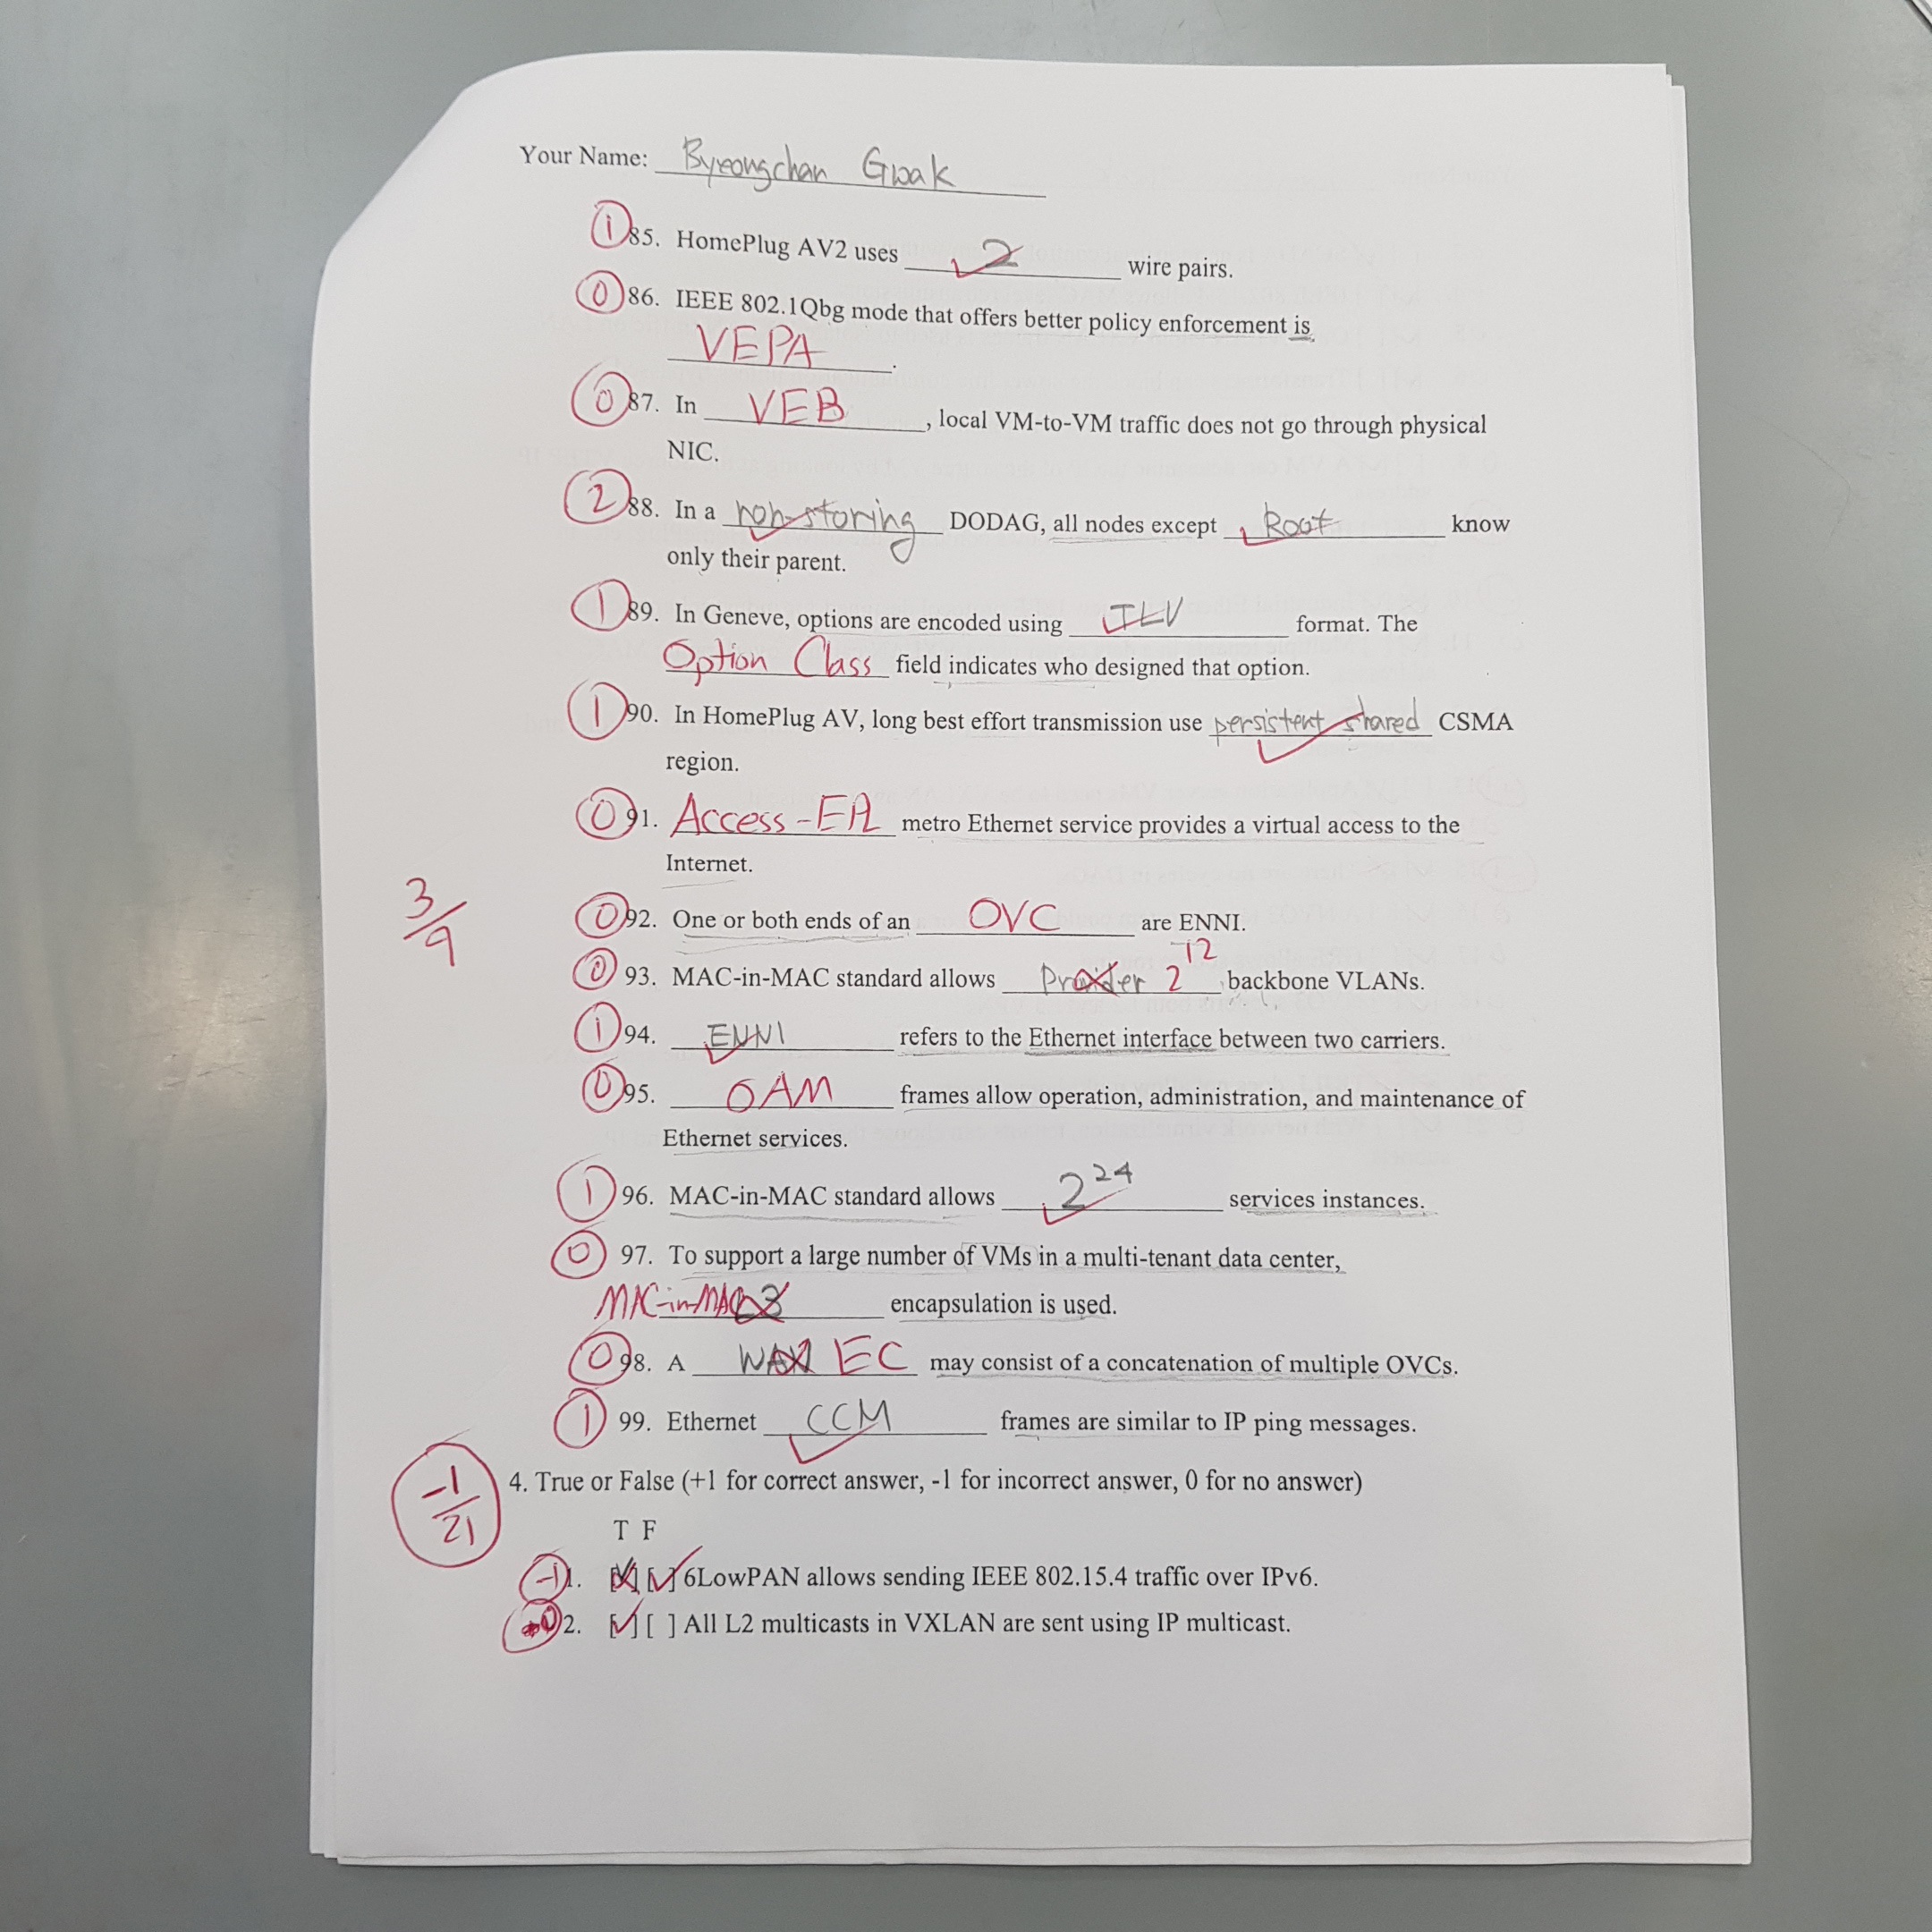 Your Name: Byeongchan Gwak
1 85. HomePlug AV2 uses 2 wire pairs.
0 86. IEEE 802.1Qbg mode that offers better policy enforcement is
VEPA.
0 87. In VEB, local VM-to-VM traffic does not go through physical
NIC.
2 88. In a non-storing DODAG, all nodes except Root know
only their parent.
1 89. In Geneve, options are encoded using TLV format. The
Option Class field indicates who designed that option.
1 90. In HomePlug AV, long best effort transmission use persistent shared CSMA
region.
0 91. Access-EPL metro Ethernet service provides a virtual access to the
Internet.
3/9
0 92. One or both ends of an OVC are ENNI.
0 93. MAC-in-MAC standard allows Provider 2^12 backbone VLANs.
1 94. ENNI refers to the Ethernet interface between two carriers.
0 95. OAM frames allow operation, administration, and maintenance of
Ethernet services.
1 96. MAC-in-MAC standard allows 2^24 services instances.
0 97. To support a large number of VMs in a multi-tenant data center,
MAC-in-MAC encapsulation is used.
0 98. A EC may consist of a concatenation of multiple OVCs.
1 99. Ethernet CCM frames are similar to IP ping messages.
-1/21
4. True or False (+1 for correct answer, -1 for incorrect answer, 0 for no answer)
T F
-1 1. [✓] [✓] 6LowPAN allows sending IEEE 802.15.4 traffic over IPv6.
0 2. [✓] [ ] All L2 multicasts in VXLAN are sent using IP multicast.